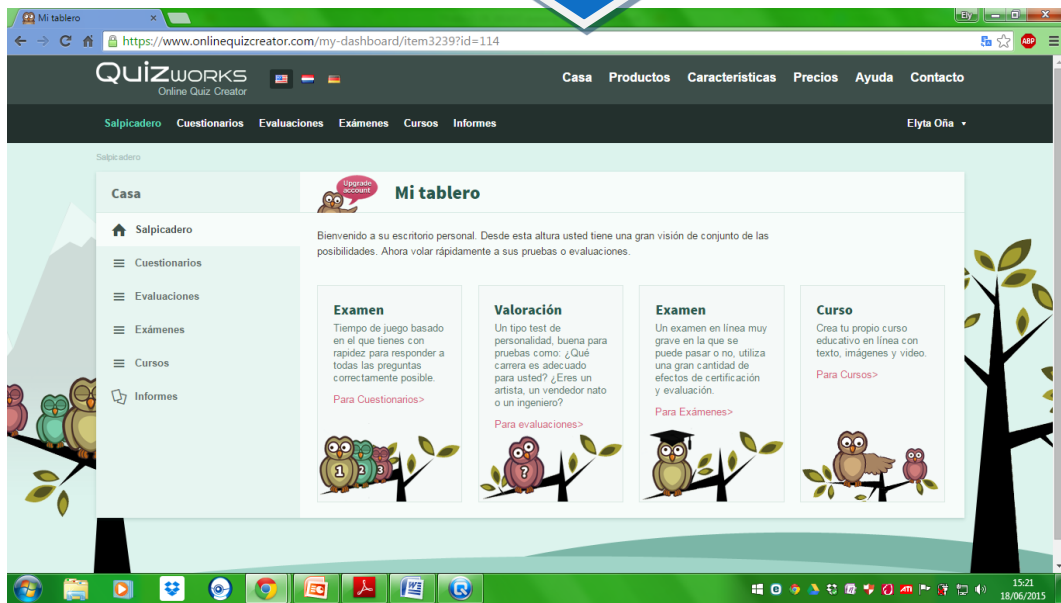 Mi tablero
Ely
https://www.onlinequizcreator.com/my-dashboard/item3239?id=114
ABP
QUIZWORKS
Online Quiz Creator
Casa Productos Características Precios Ayuda Contacto
Salpicadero Cuestionarios Evaluaciones Exámenes Cursos Informes
Elyta Oña
Salpicadero
Casa
Salpicadero
Cuestionarios
Evaluaciones
Exámenes
Cursos
Informes
Upgrade
account
Mi tablero
Bienvenido a su escritorio personal. Desde esta altura usted tiene una gran visión de conjunto de las
posibilidades. Ahora volar rápidamente a sus pruebas o evaluaciones.
Examen
Tiempo de juego basado
en el que tienes con
rapidez para responder a
todas las preguntas
correctamente posible.
Para Cuestionarios>
1 2 3
Valoración
Un tipo test de
personalidad, buena para
pruebas como: ¿Qué
carrera es adecuado
para usted? ¿Eres un
artista, un vendedor nato
o un ingeniero?
Para evaluaciones>
?
Examen
Un examen en línea muy
grave en la que se
puede pasar o no, utiliza
una gran cantidad de
efectos de certificación
y evaluación.
Para Exámenes>
Curso
Crea tu propio curso
educativo en línea con
texto, imágenes y video.
Para Cursos>
15:21
18/06/2015